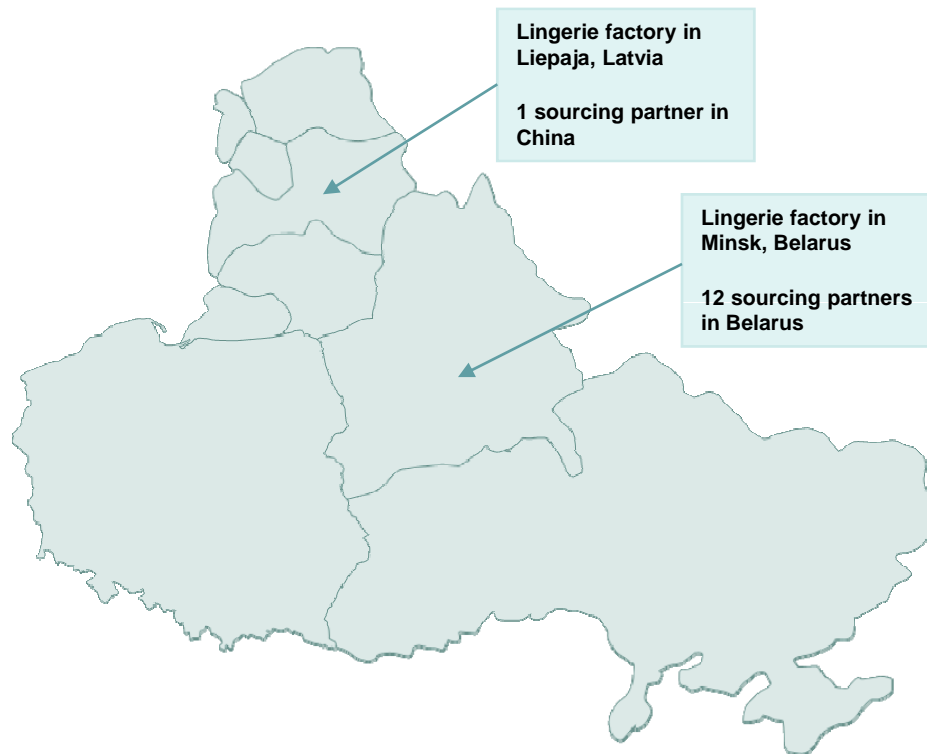 Lingerie factory in
Liepaja, Latvia
1 sourcing partner in
China
Lingerie factory in
Minsk, Belarus
12 sourcing partners
in Belarus